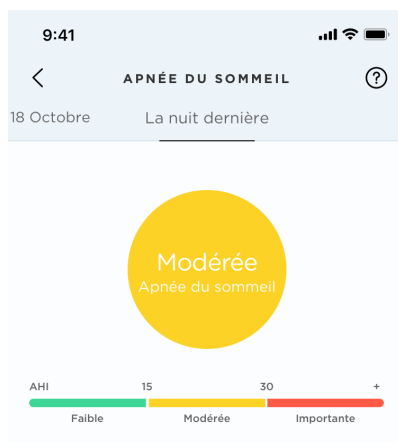 9:41
APNÉE DU SOMMEIL
?
18 Octobre La nuit dernière
Modérée
Apnée du sommeil
AHI 15 30 +
Faible Modérée Importante